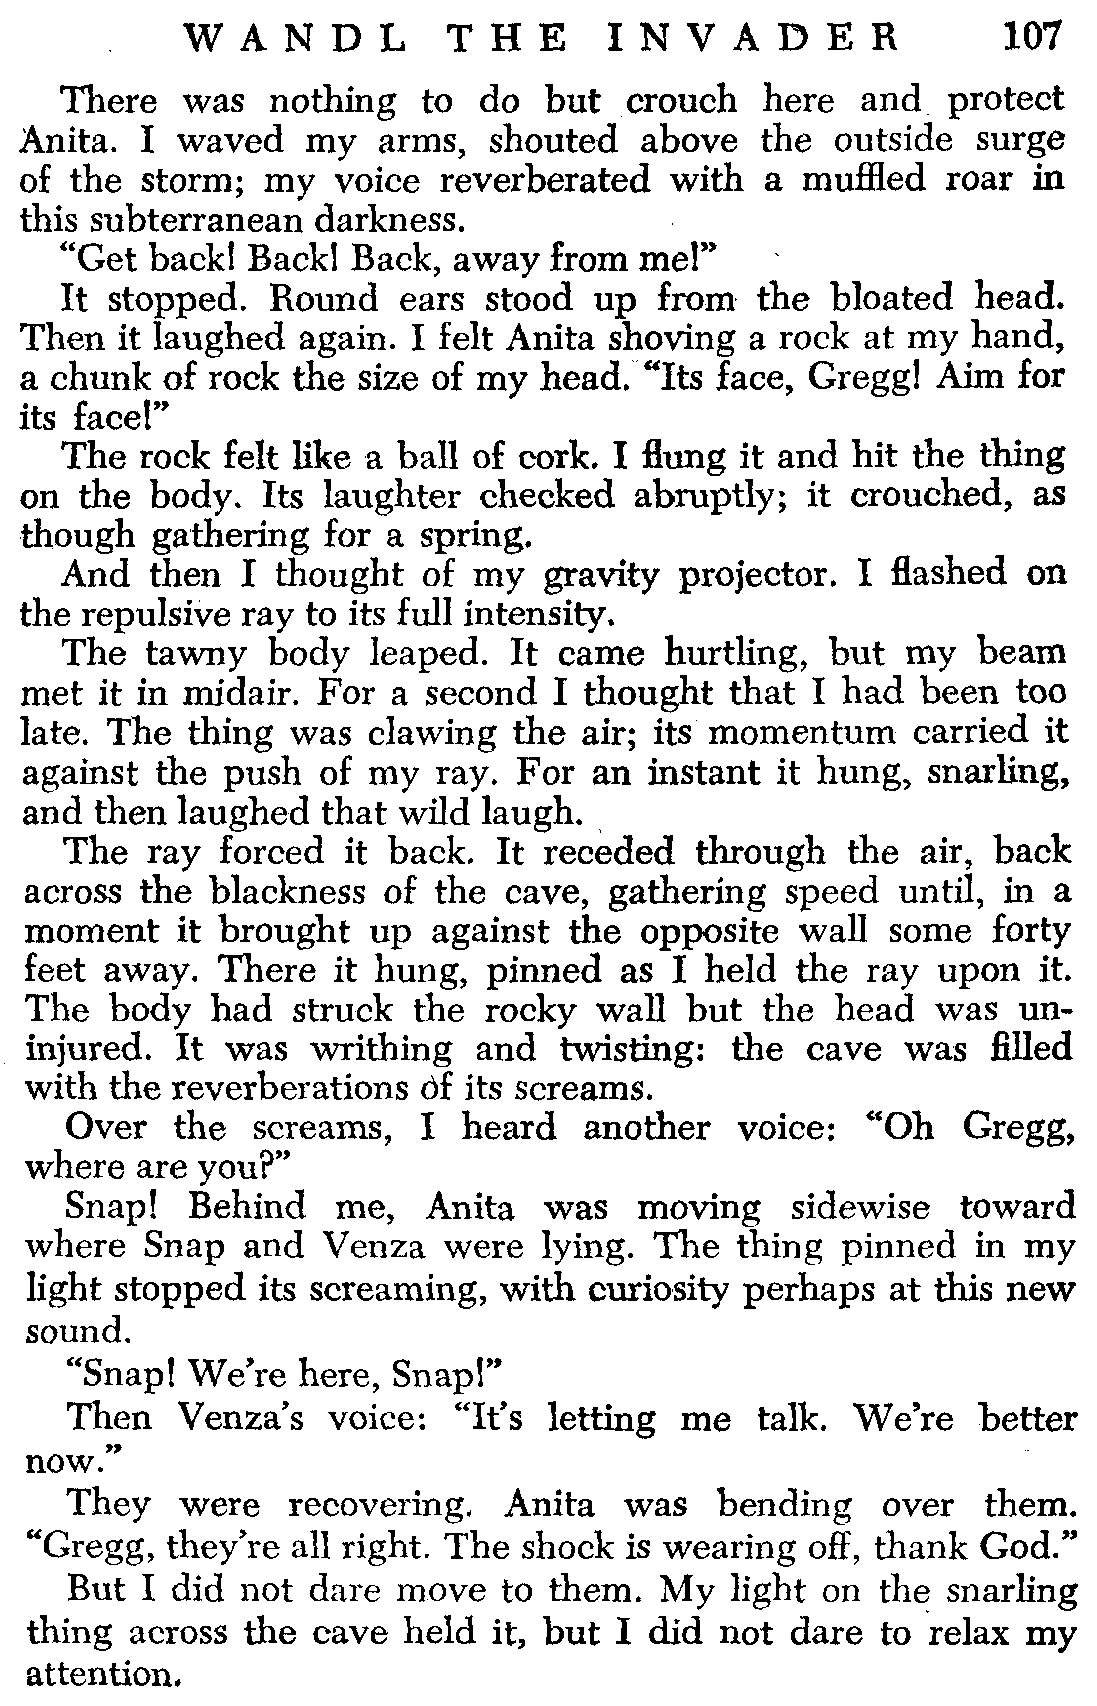 WANDL THE INVADER 107
There was nothing to do but crouch here and protect
Anita. I waved my arms, shouted above the outside surge
of the storm; my voice reverberated with a muffled roar in
this subterranean darkness.
“Get back! Back! Back, away from me!”
It stopped. Round ears stood up from the bloated head.
Then it laughed again. I felt Anita shoving a rock at my hand,
a chunk of rock the size of my head. “Its face, Gregg! Aim for
its face!”
The rock felt like a ball of cork. I flung it and hit the thing
on the body. Its laughter checked abruptly; it crouched, as
though gathering for a spring.
And then I thought of my gravity projector. I flashed on
the repulsive ray to its full intensity.
The tawny body leaped. It came hurtling, but my beam
met it in midair. For a second I thought that I had been too
late. The thing was clawing the air; its momentum carried it
against the push of my ray. For an instant it hung, snarling,
and then laughed that wild laugh.
The ray forced it back. It receded through the air, back
across the blackness of the cave, gathering speed until, in a
moment it brought up against the opposite wall some forty
feet away. There it hung, pinned as I held the ray upon it.
The body had struck the rocky wall but the head was un-
injured. It was writhing and twisting: the cave was filled
with the reverberations of its screams.
Over the screams, I heard another voice: “Oh Gregg,
where are you?”
Snap! Behind me, Anita was moving sidewise toward
where Snap and Venza were lying. The thing pinned in my
light stopped its screaming, with curiosity perhaps at this new
sound.
“Snap! We’re here, Snap!”
Then Venza’s voice: “It’s letting me talk. We’re better
now.”
They were recovering. Anita was bending over them.
“Gregg, they’re all right. The shock is wearing off, thank God.”
But I did not dare move to them. My light on the snarling
thing across the cave held it, but I did not dare to relax my
attention.